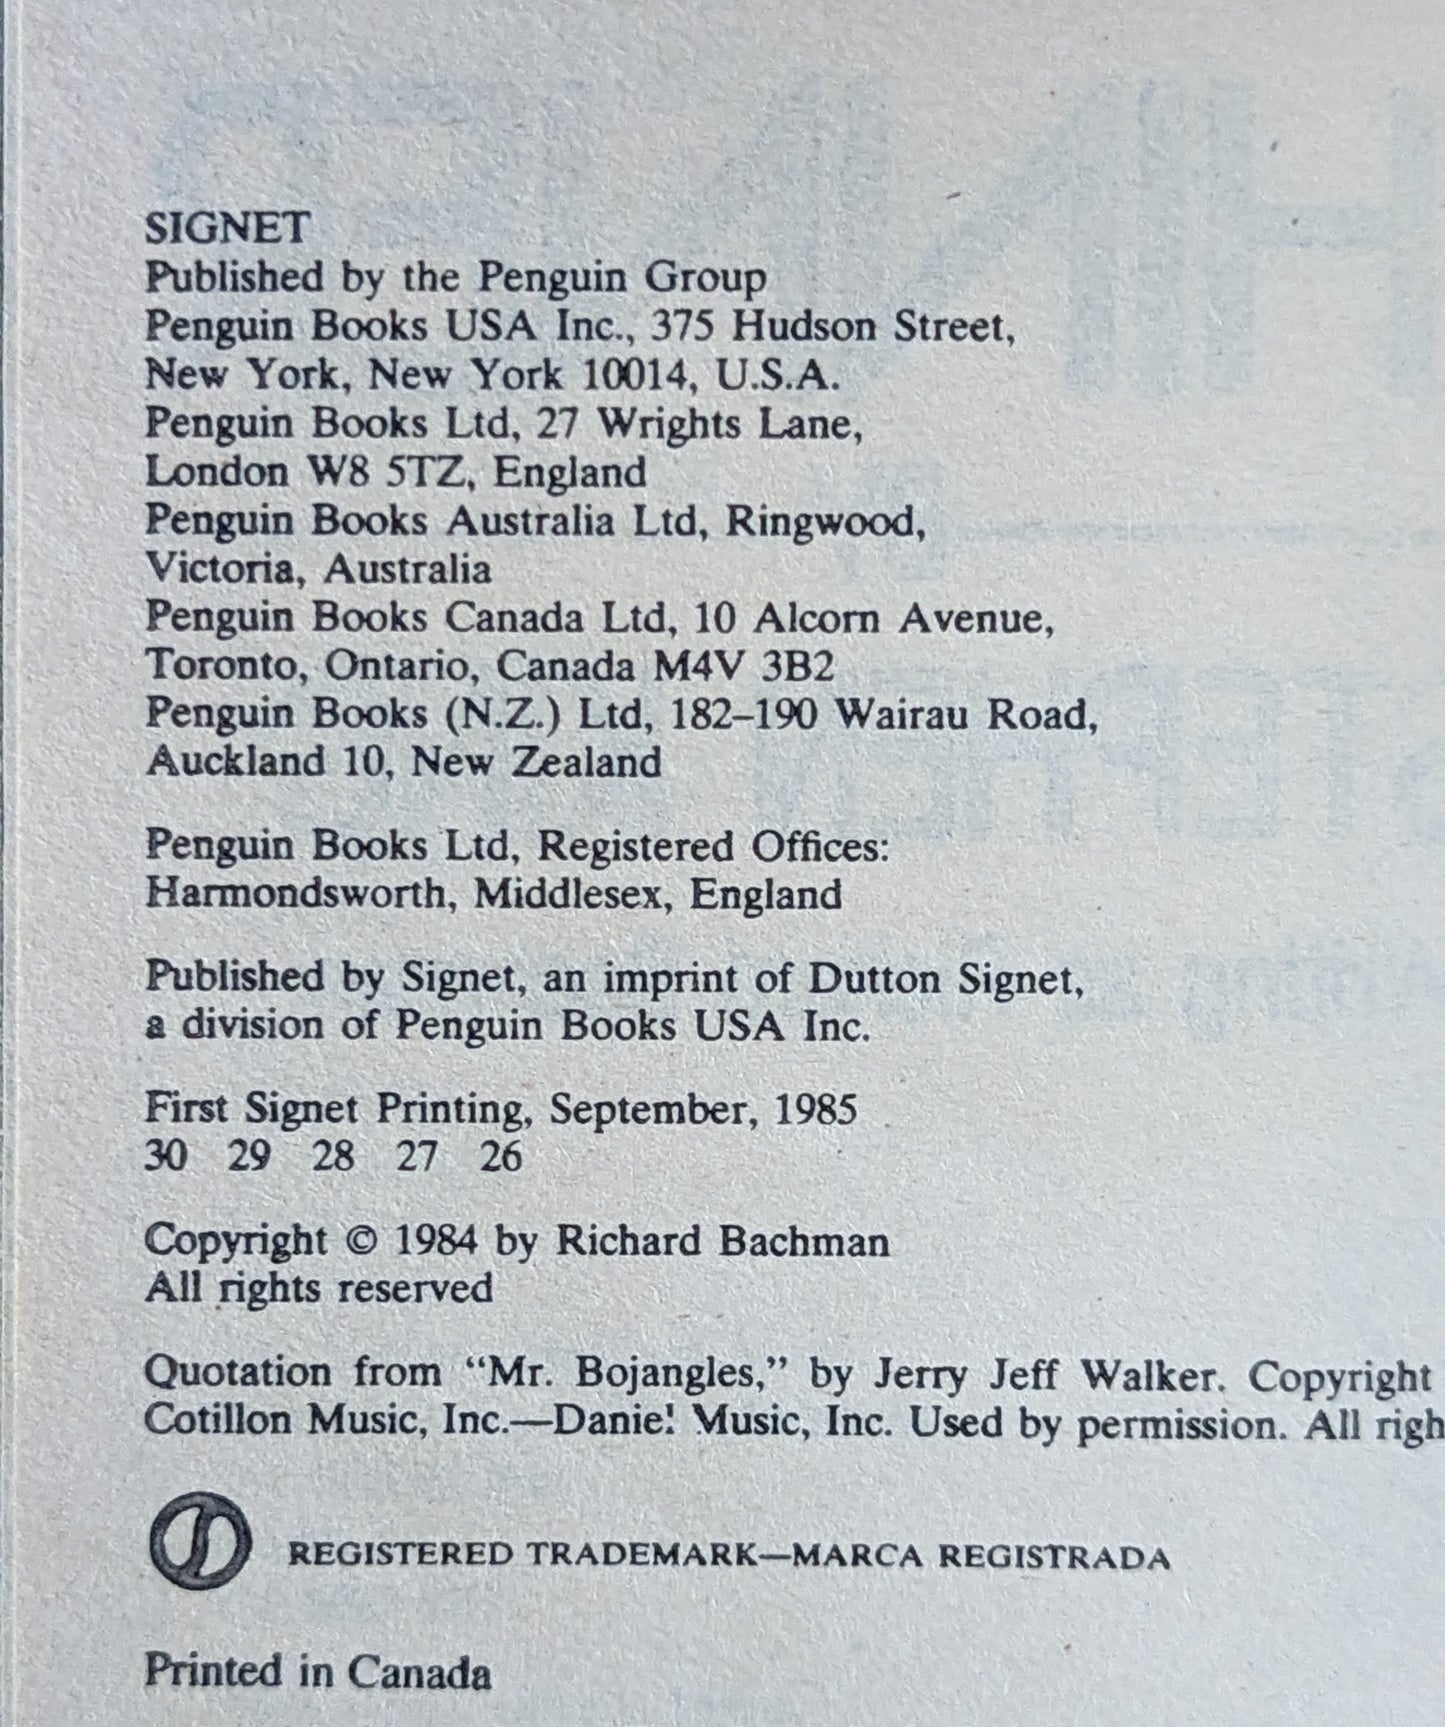 SIGNET
Published by the Penguin Group
Penguin Books USA Inc., 375 Hudson Street,
New York, New York 10014, U.S.A.
Penguin Books Ltd, 27 Wrights Lane,
London W8 5TZ, England
Penguin Books Australia Ltd, Ringwood,
Victoria, Australia
Penguin Books Canada Ltd, 10 Alcorn Avenue,
Toronto, Ontario, Canada M4V 3B2
Penguin Books (N.Z.) Ltd, 182–190 Wairau Road,
Auckland 10, New Zealand
Penguin Books Ltd, Registered Offices:
Harmondsworth, Middlesex, England
Published by Signet, an imprint of Dutton Signet,
a division of Penguin Books USA Inc.
First Signet Printing, September, 1985
30 29 28 27 26
Copyright © 1984 by Richard Bachman
All rights reserved
Quotation from “Mr. Bojangles,” by Jerry Jeff Walker. Copyright
Cotillon Music, Inc.—Daniel Music, Inc. Used by permission. All righ
REGISTERED TRADEMARK—MARCA REGISTRADA
Printed in Canada